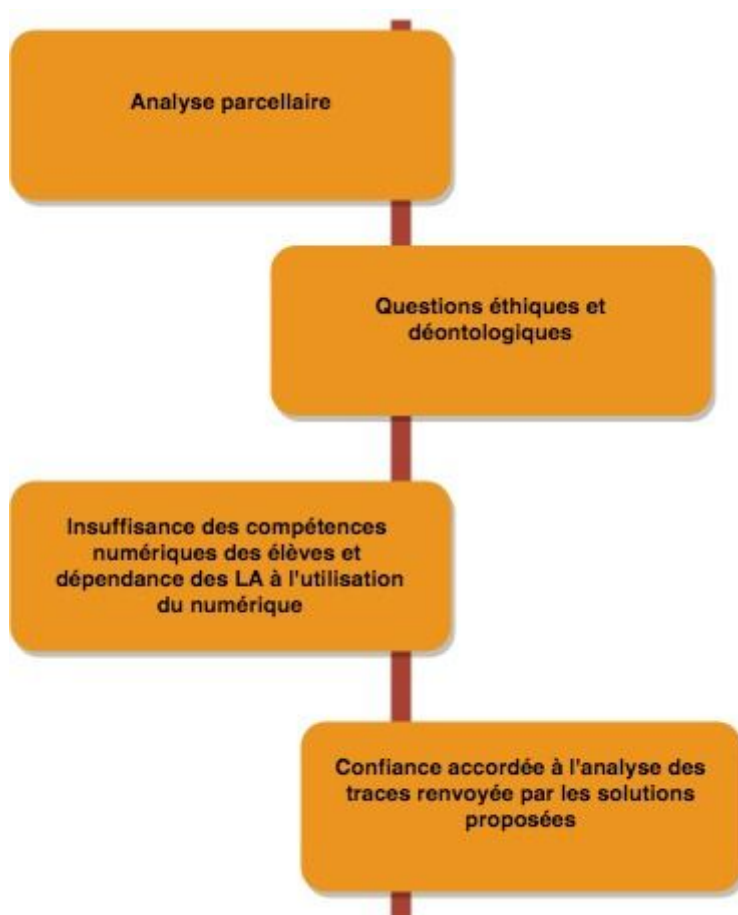 Analyse parcellaire
Questions éthiques et
déontologiques
Insuffisance des compétences
numériques des élèves et
dépendance des LA à l'utilisation
du numérique
Confiance accordée à l'analyse des
traces renvoyée par les solutions
proposées